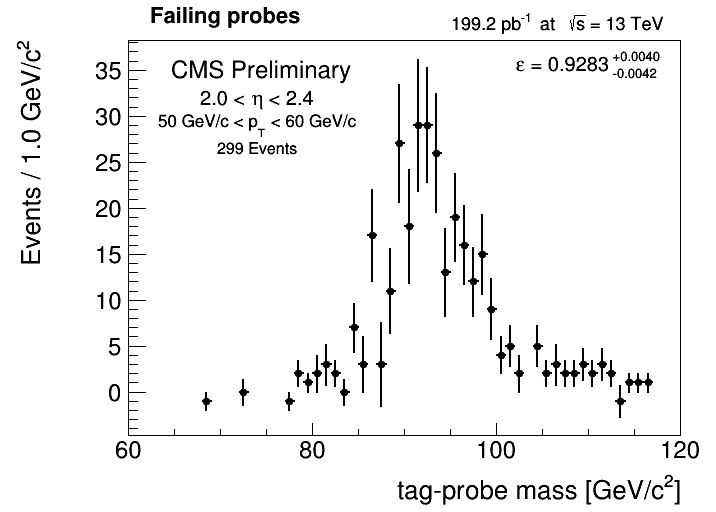 Failing probes
199.2 pb⁻¹ at √s = 13 TeV
CMS Preliminary
ε = 0.9283 +0.0040 -0.0042
2.0 < η < 2.4
50 GeV/c < p_T < 60 GeV/c
299 Events
Events / 1.0 GeV/c²
35
30
25
20
15
10
5
0
60 80 100 120
tag-probe mass [GeV/c²]